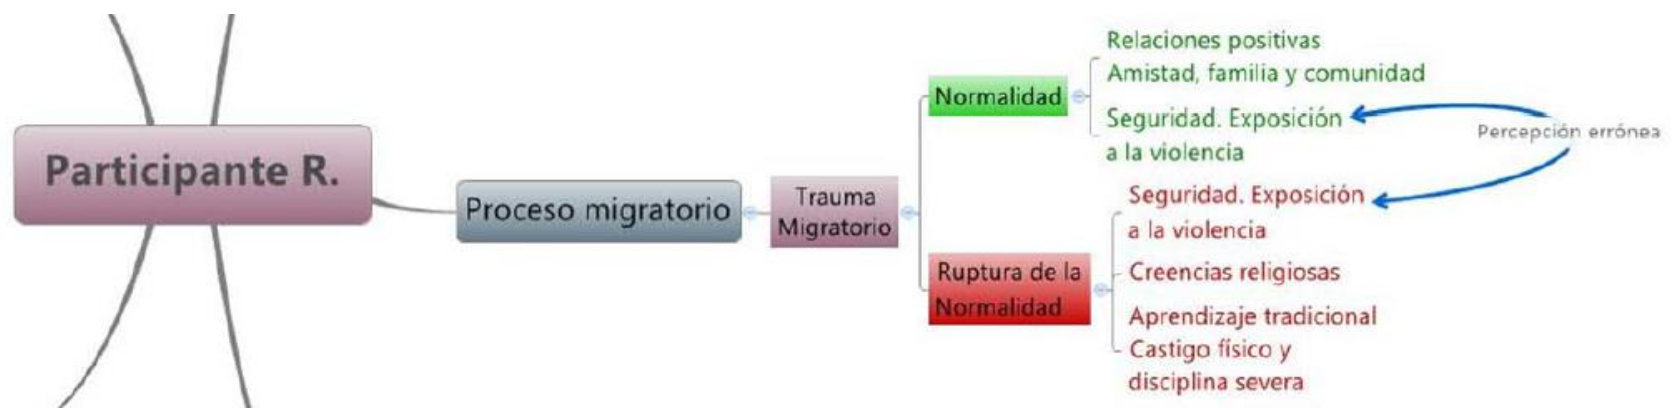 Participante R.
Proceso migratorio
Trauma
Migratorio
Normalidad
Relaciones positivas
Amistad, familia y comunidad
Seguridad. Exposición
a la violencia
Percepción errónea
Ruptura de la
Normalidad
Seguridad. Exposición
a la violencia
Creencias religiosas
Aprendizaje tradicional
Castigo físico y
disciplina severa